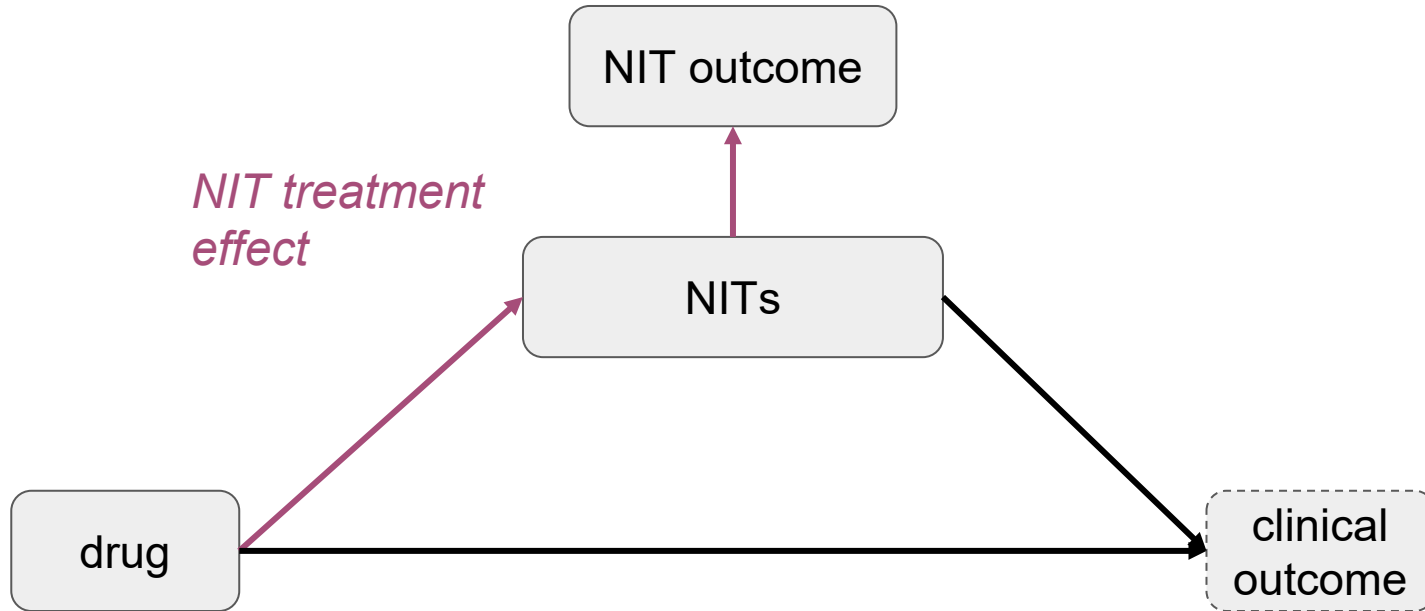 NIT outcome
NIT treatment
effect
NITs
drug
clinical
outcome